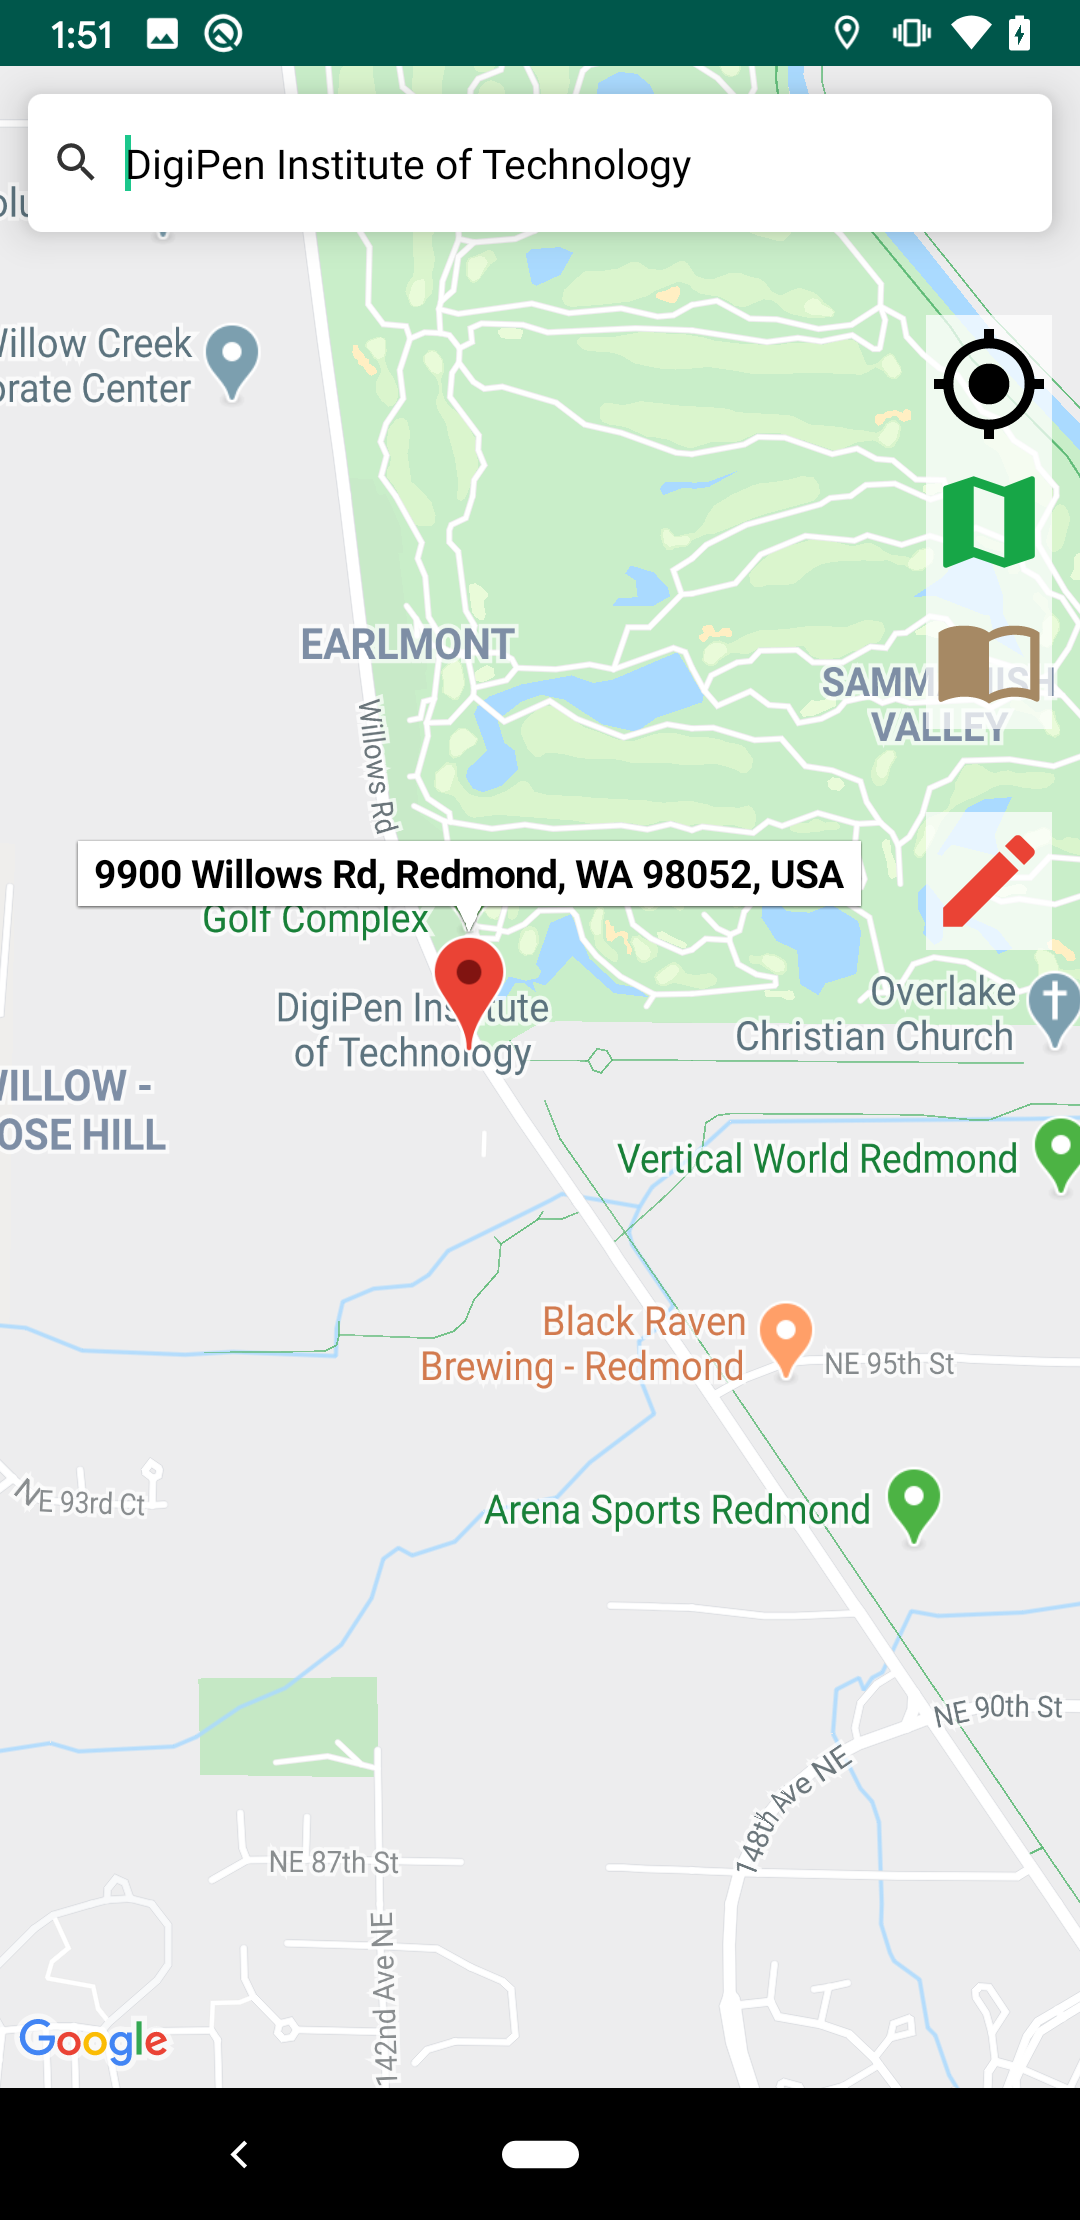 1:51
DigiPen Institute of Technology
Willow Creek
orate Center
EARLMONT
VALLEY
Willows Rd
9900 Willows Rd, Redmond, WA 98052, USA
Golf Complex
DigiPen Institute
of Technology
Overlake
Christian Church
WILLOW -
OSE HILL
Vertical World Redmond
Black Raven
Brewing - Redmond
NE 95th St
NE 93rd Ct
Arena Sports Redmond
NE 90th St
148th Ave NE
NE 87th St
142nd Ave NE
Google